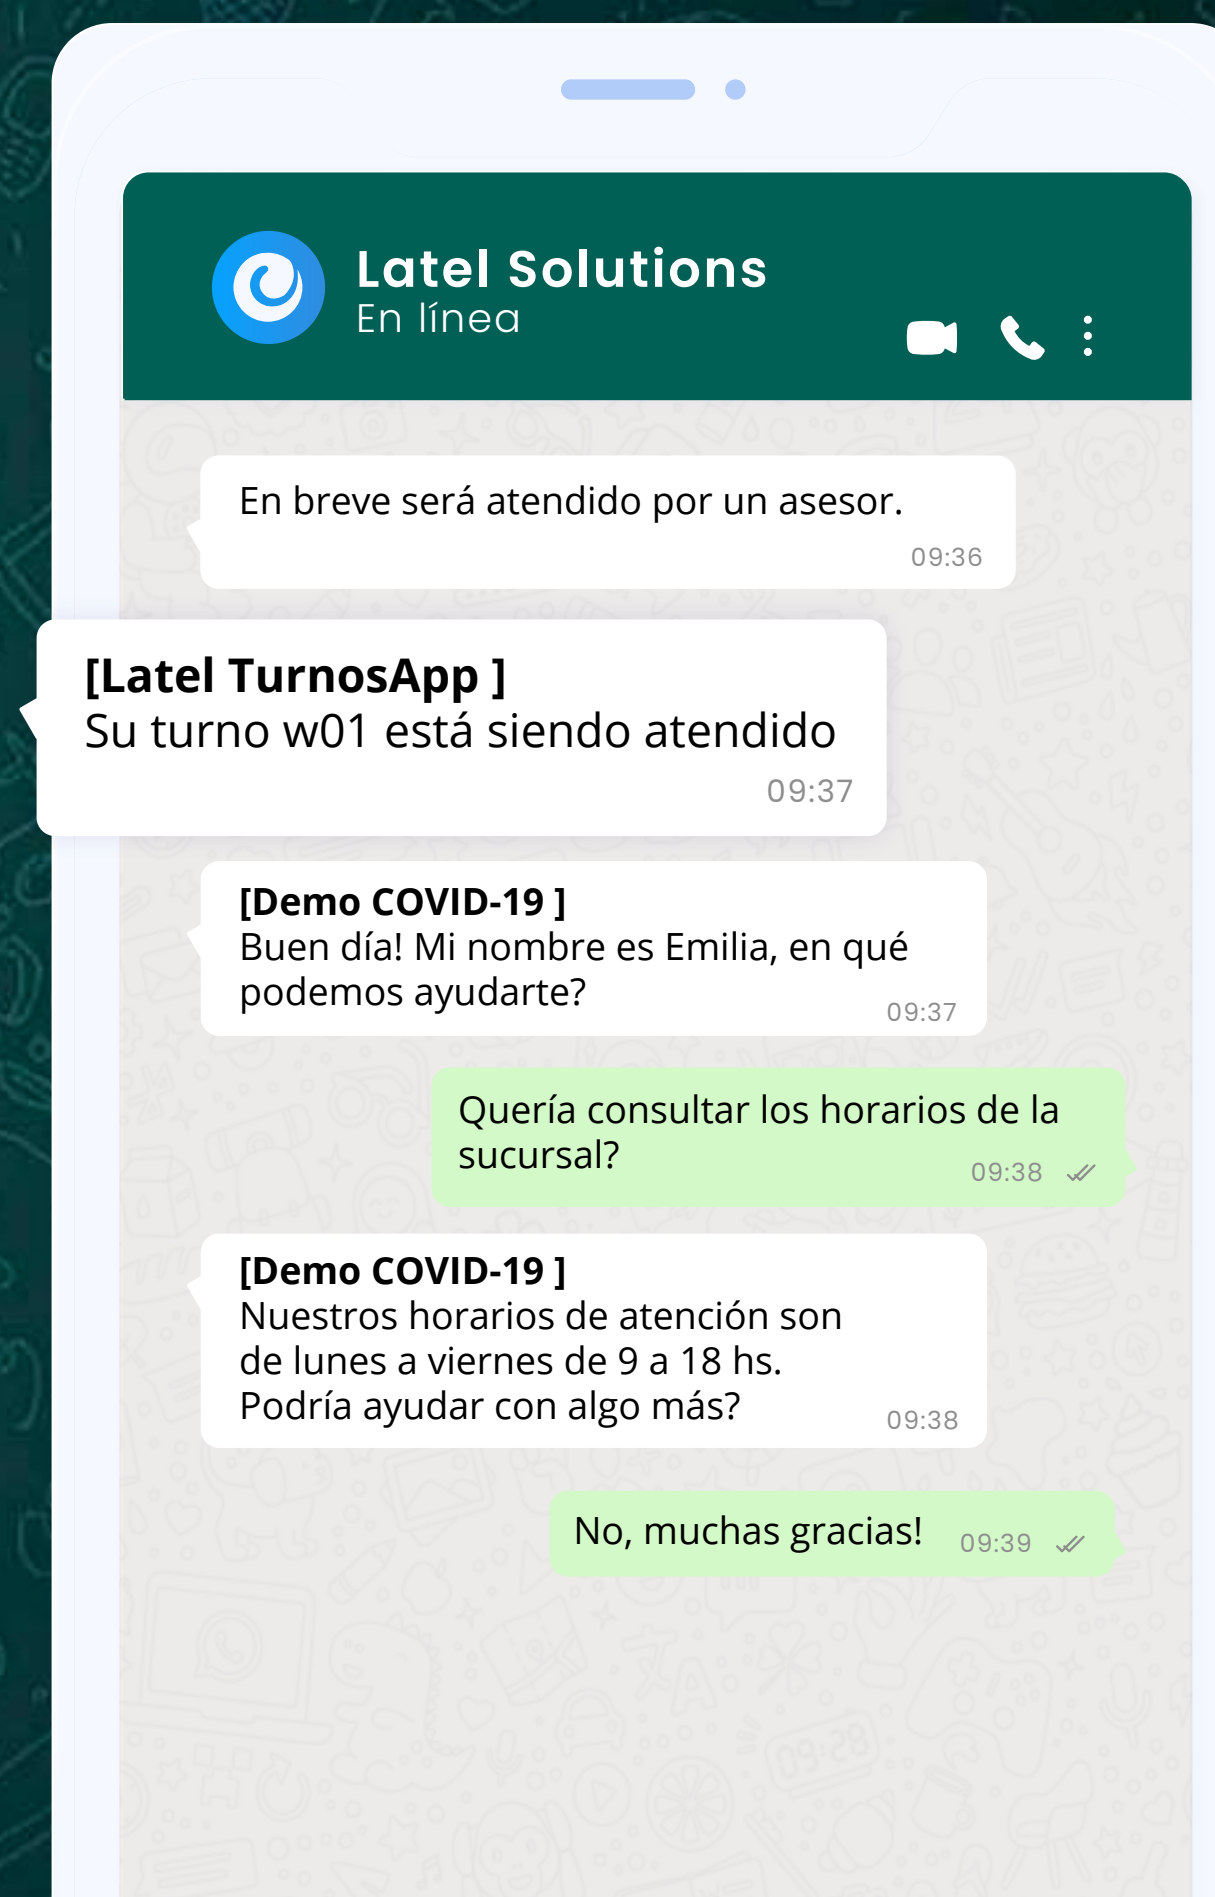 Latel Solutions
En línea
En breve será atendido por un asesor.
09:36
[Latel TurnosApp ]
Su turno w01 está siendo atendido
09:37
[Demo COVID-19 ]
Buen día! Mi nombre es Emilia, en qué
podemos ayudarte?
09:37
Quería consultar los horarios de la
sucursal?
09:38
[Demo COVID-19 ]
Nuestros horarios de atención son
de lunes a viernes de 9 a 18 hs.
Podría ayudar con algo más?
09:38
No, muchas gracias!
09:39
09:28